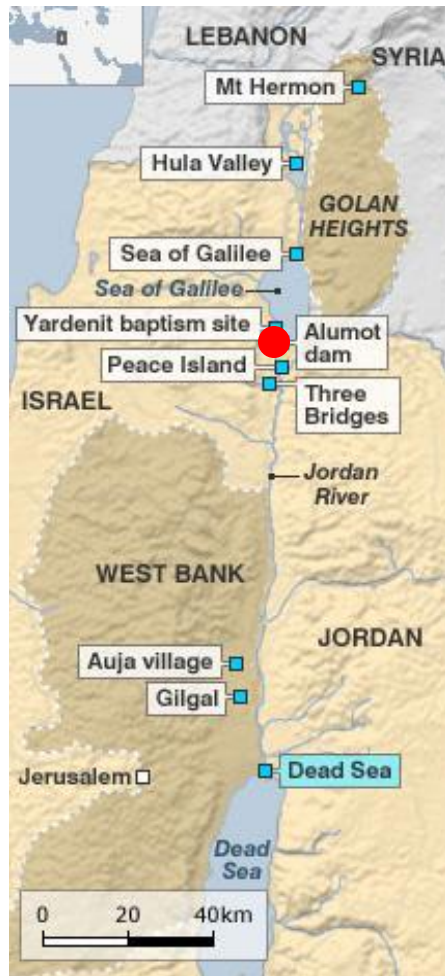 LEBANON
SYRIA
Mt Hermon
Hula Valley
GOLAN
HEIGHTS
Sea of Galilee
Sea of Galilee
Yardenit baptism site
Alumot
dam
Peace Island
ISRAEL
Three
Bridges
Jordan
River
WEST BANK
JORDAN
Auja village
Gilgal
Jerusalem
Dead Sea
Dead
Sea
0 20 40km